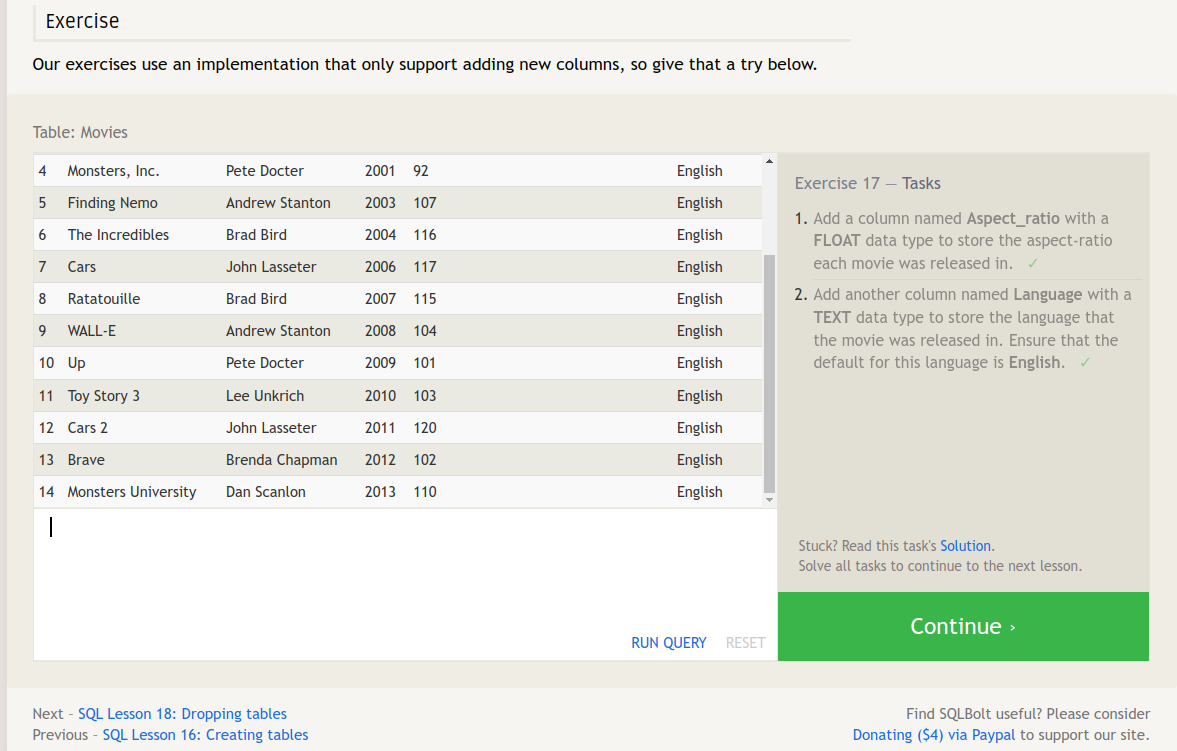 Exercise
Our exercises use an implementation that only support adding new columns, so give that a try below.
Table: Movies
4 Monsters, Inc. Pete Docter 2001 92 English
5 Finding Nemo Andrew Stanton 2003 107 English
6 The Incredibles Brad Bird 2004 116 English
7 Cars John Lasseter 2006 117 English
8 Ratatouille Brad Bird 2007 115 English
9 WALL-E Andrew Stanton 2008 104 English
10 Up Pete Docter 2009 101 English
11 Toy Story 3 Lee Unkrich 2010 103 English
12 Cars 2 John Lasseter 2011 120 English
13 Brave Brenda Chapman 2012 102 English
14 Monsters University Dan Scanlon 2013 110 English
RUN QUERY RESET
Exercise 17 — Tasks
1. Add a column named Aspect_ratio with a
FLOAT data type to store the aspect-ratio
each movie was released in. ✓
2. Add another column named Language with a
TEXT data type to store the language that
the movie was released in. Ensure that the
default for this language is English. ✓
Stuck? Read this task's Solution.
Solve all tasks to continue to the next lesson.
Continue ›
Next - SQL Lesson 18: Dropping tables
Previous - SQL Lesson 16: Creating tables
Find SQLBolt useful? Please consider
Donating ($4) via Paypal to support our site.